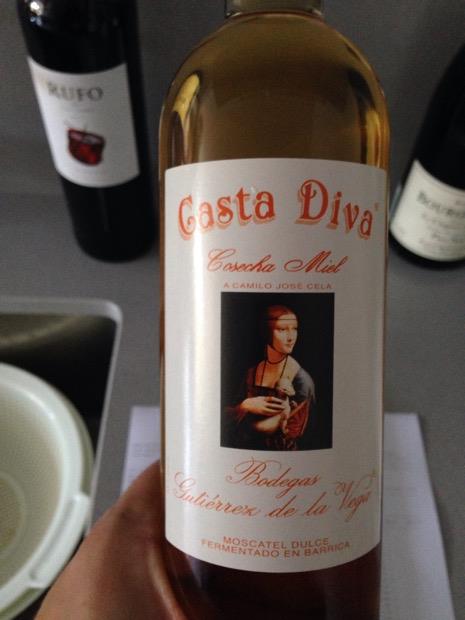 RUFO
Casta Diva
Cosecha Miel
A CAMILO JOSÉ CELA
Bodegas
Gutiérrez de la Vega
MOSCATEL DULCE
FERMENTADO EN BARRICA